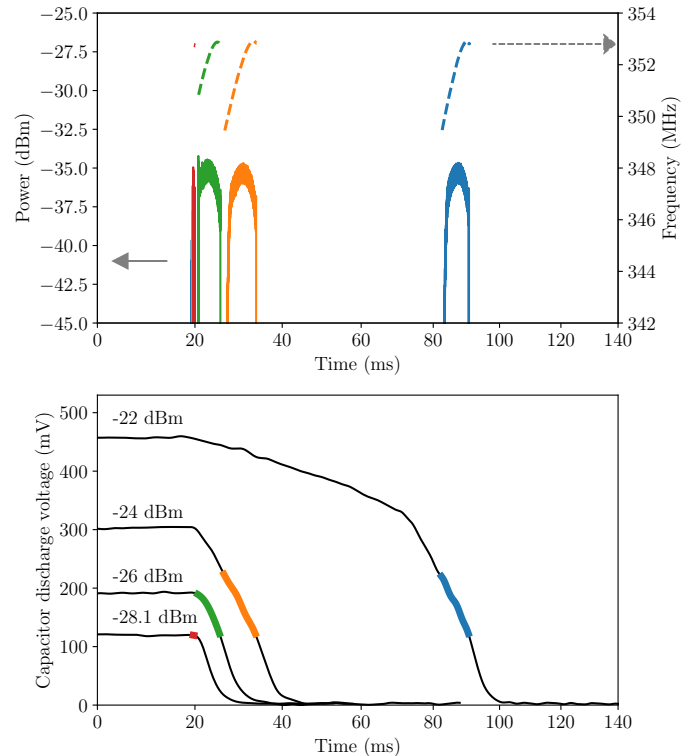 Power (dBm)
−25.0
−27.5
−30.0
−32.5
−35.0
−37.5
−40.0
−42.5
−45.0
354
352
350
348
346
344
342
Frequency (MHz)
0 20 40 60 80 100 120 140
Time (ms)
Capacitor discharge voltage (mV)
500
400
300
200
100
0
-22 dBm
-24 dBm
-26 dBm
-28.1 dBm
0 20 40 60 80 100 120 140
Time (ms)